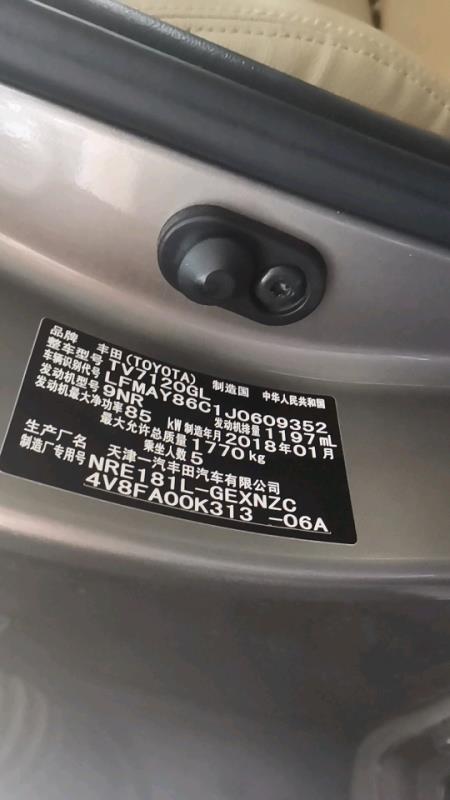 品牌 丰田(TOYOTA) 制造国 中华人民共和国
整车型号 TV7120GL
车辆识别代号 LFMAY86C1J0609352
发动机型号 9NR 发动机排量 1197mL
发动机最大净功率 85 kW 制造年月 2018年01月
最大允许总质量 1770kg
乘坐人数 5
生产厂名 天津一汽丰田汽车有限公司
制造厂专用号 NRE181L-GEXNZC
4V8FA00K313 -06A